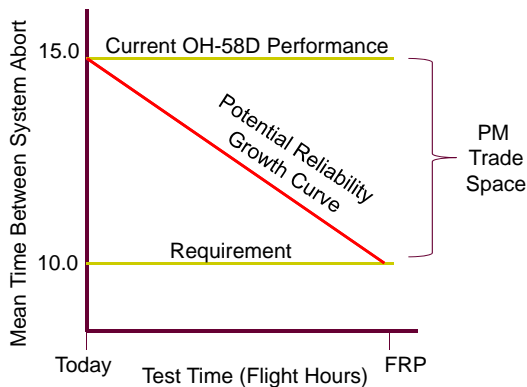 Mean Time Between System Abort
15.0
Current OH-58D Performance
Potential Reliability
Growth Curve
PM
Trade
Space
10.0
Requirement
Today
Test Time (Flight Hours)
FRP